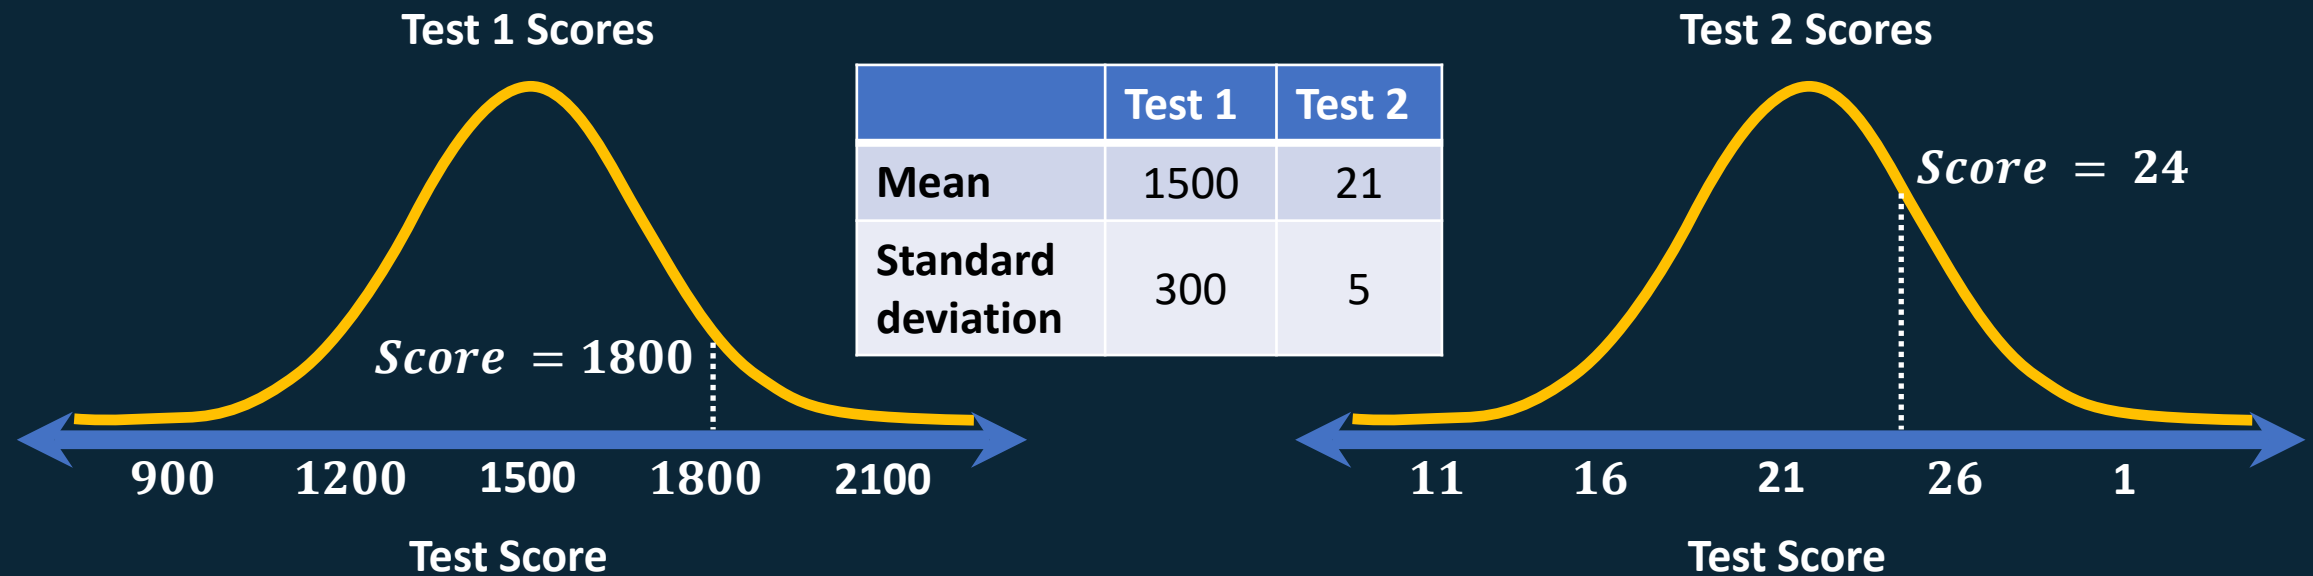 Test 1 Scores
Score = 1800
900 1200 1500 1800 2100
Test Score
Test 1 Test 2
Mean 1500 21
Standard
deviation 300 5
Test 2 Scores
Score = 24
11 16 21 26 1
Test Score